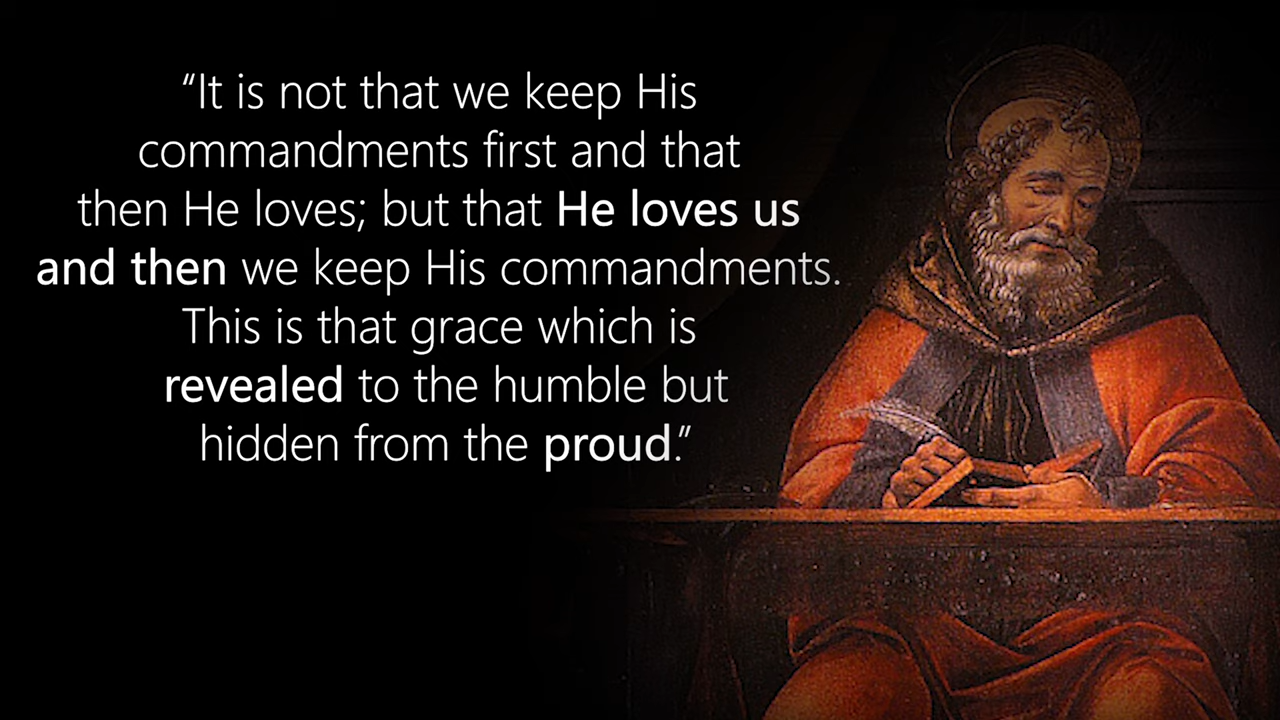 “It is not that we keep His
commandments first and that
then He loves; but that He loves us
and then we keep His commandments.
This is that grace which is
revealed to the humble but
hidden from the proud.”